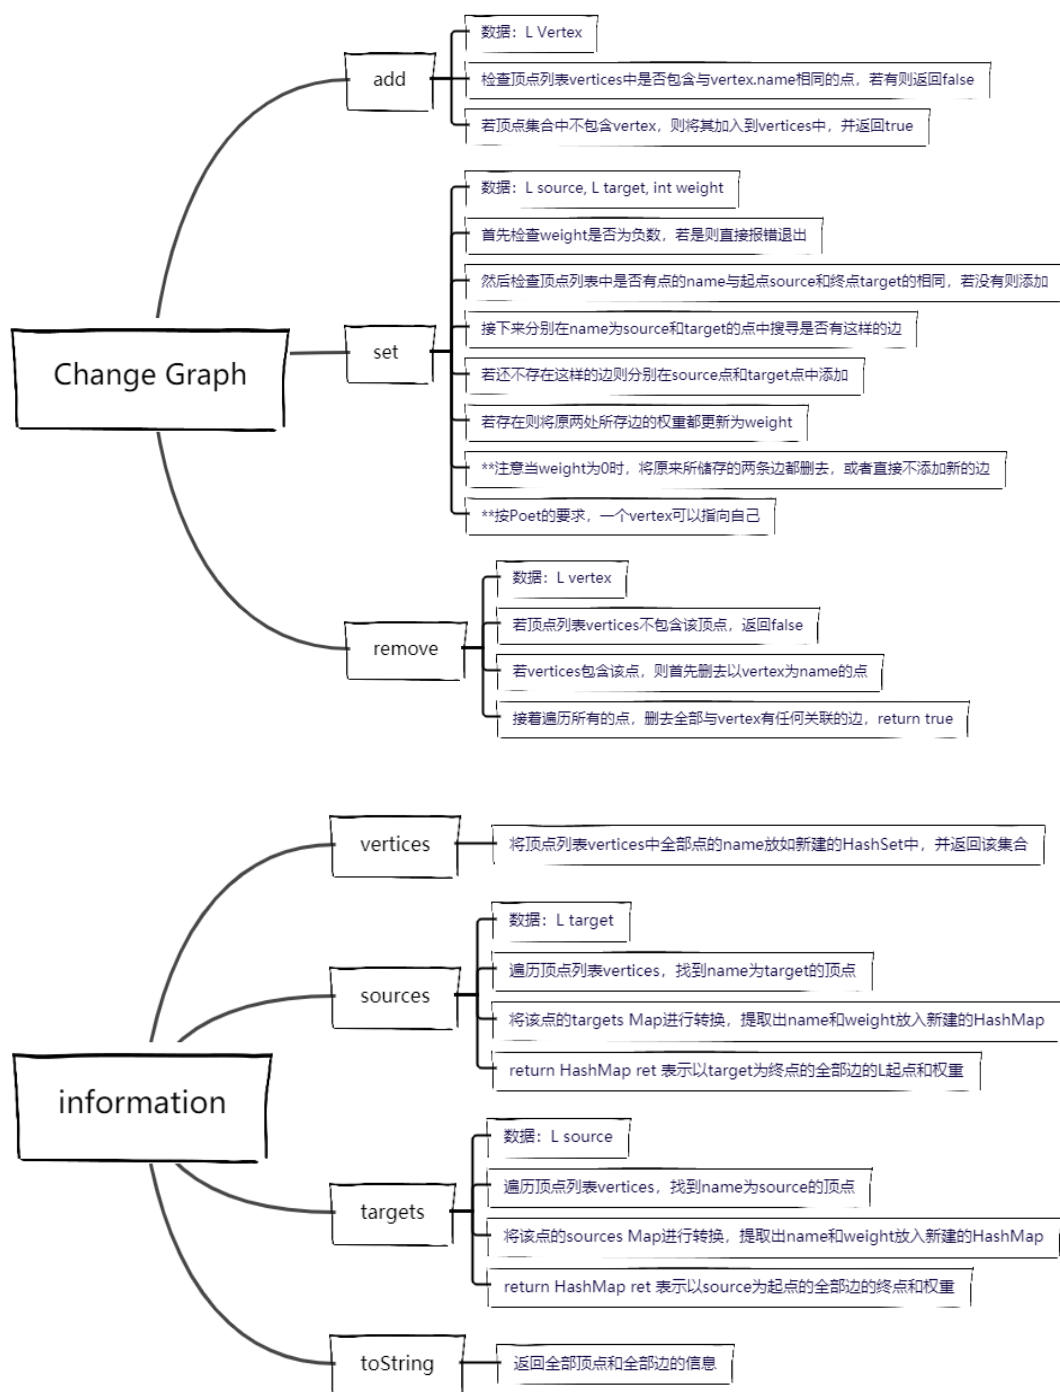 Change Graph
add
数据：L Vertex
检查顶点列表vertices中是否包含与vertex.name相同的点，若有则返回false
若顶点集合中不包含vertex，则将其加入到vertices中，并返回true
set
数据：L source, L target, int weight
首先检查weight是否为负数，若是则直接报错退出
然后检查顶点列表中是否有点的name与起点source和终点target的相同，若没有则添加
接下来分别在name为source和target的点中搜寻是否有这样的边
若还不存在这样的边则分别在source点和target点中添加
若存在则将原两处所存边的权重都更新为weight
**注意当weight为0时，将原来所储存的两条边都删去，或者直接不添加新的边
**按Poet的要求，一个vertex可以指向自己
remove
数据：L vertex
若顶点列表vertices不包含该顶点，返回false
若vertices包含该点，则首先删去以vertex为name的点
接着遍历所有的点，删去全部与vertex有任何关联的边，return true
information
vertices
将顶点列表vertices中全部点的name放如新建的HashSet中，并返回该集合
sources
数据：L target
遍历顶点列表vertices，找到name为target的顶点
将该点的targets Map进行转换，提取出name和weight放入新建的HashMap
return HashMap ret 表示以target为终点的全部边的L起点和权重
targets
数据：L source
遍历顶点列表vertices，找到name为source的顶点
将该点的sources Map进行转换，提取出name和weight放入新建的HashMap
return HashMap ret 表示以source为起点的全部边的终点和权重
toString
返回全部顶点和全部边的信息